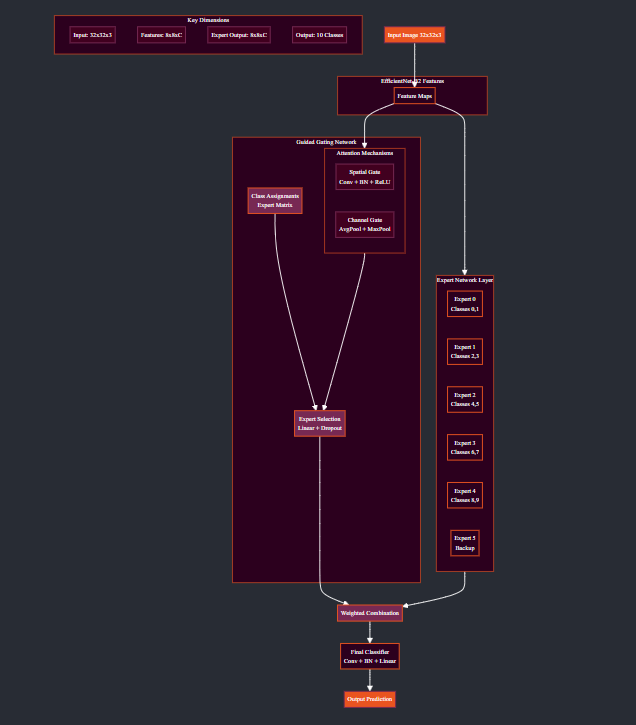 Key Dimensions
Input: 32x32x3
Features: 8x8xC
Expert Output: 8x8xC
Output: 10 Classes
Input Image 32x32x3
EfficientNet-B2 Features
Feature Maps
Guided Gating Network
Attention Mechanisms
Spatial Gate
Conv + BN + ReLU
Channel Gate
AvgPool + MaxPool
Class Assignments
Expert Matrix
Expert Selection
Linear + Dropout
Expert Network Layer
Expert 0
Classes 0,1
Expert 1
Classes 2,3
Expert 2
Classes 4,5
Expert 3
Classes 6,7
Expert 4
Classes 8,9
Expert 5
Backup
Weighted Combination
Final Classifier
Conv + BN + Linear
Output Prediction